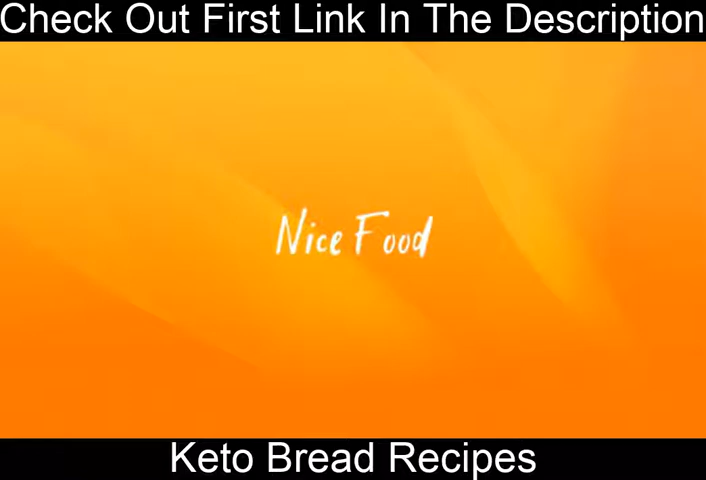 Check Out First Link In The Description
Nice Food
Keto Bread Recipes